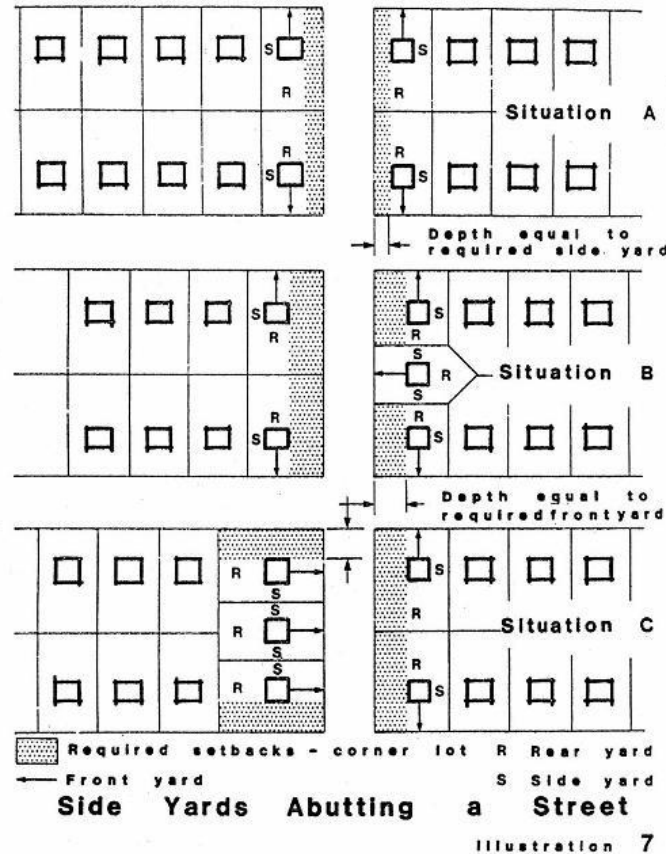 S
R
S
R
Situation A
R
S
R
S
Depth equal to
required side yard
S
R
S
R
S
R
S
Situation B
R
S
R
S
Depth equal to
required front yard
R
S
S
R
S
R
S
R
Situation C
R
S
R
S
Required setbacks - corner lot R Rear yard
Front yard S Side yard
Side Yards Abutting a Street
Illustration 7